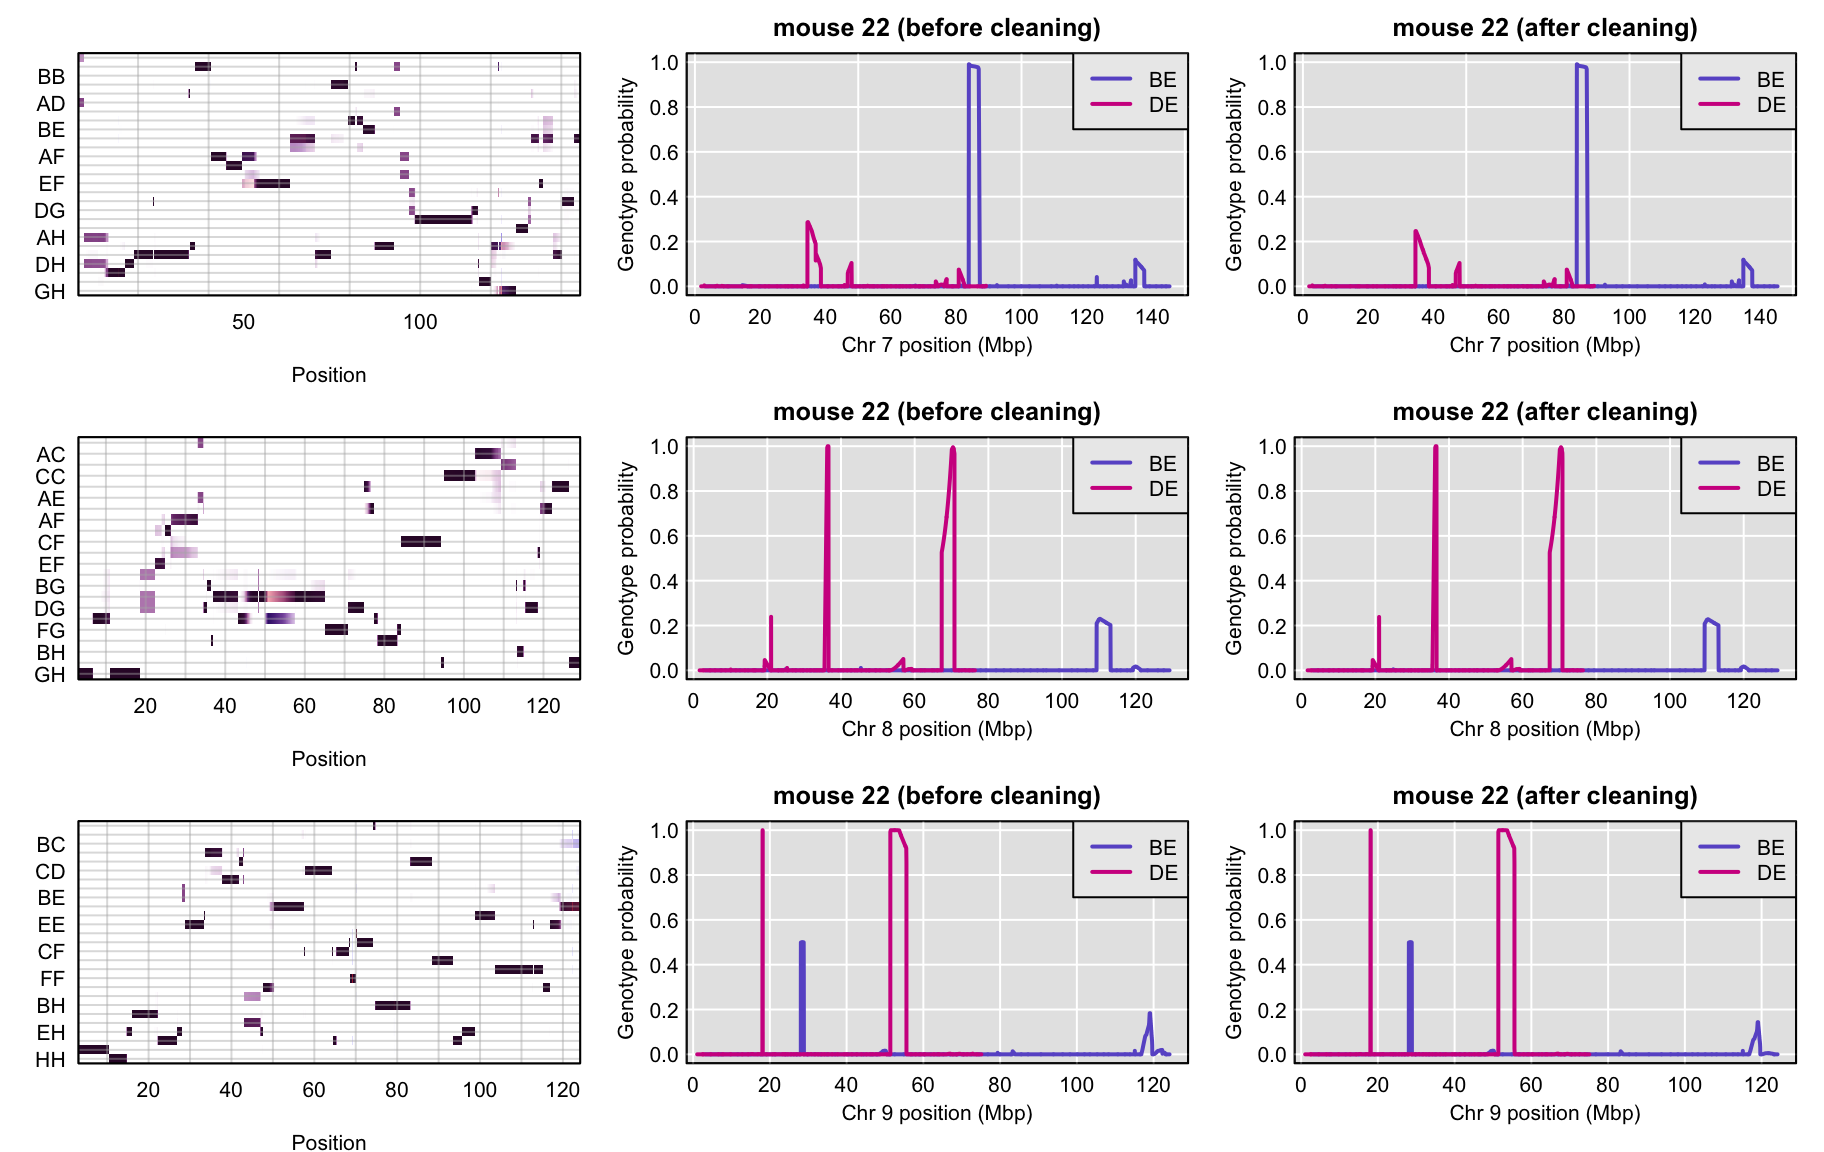 mouse 22 (before cleaning)
mouse 22 (after cleaning)
BB
AD
BE
AF
EF
DG
AH
DH
GH
50 100
Position
Genotype probability
1.0
0.8
0.6
0.4
0.2
0.0
BE
DE
0 20 40 60 80 100 120 140
Chr 7 position (Mbp)
Genotype probability
1.0
0.8
0.6
0.4
0.2
0.0
BE
DE
0 20 40 60 80 100 120 140
Chr 7 position (Mbp)
mouse 22 (before cleaning)
mouse 22 (after cleaning)
AC
CC
AE
AF
CF
EF
BG
DG
FG
BH
GH
20 40 60 80 100 120
Position
Genotype probability
1.0
0.8
0.6
0.4
0.2
0.0
BE
DE
0 20 40 60 80 100 120
Chr 8 position (Mbp)
Genotype probability
1.0
0.8
0.6
0.4
0.2
0.0
BE
DE
0 20 40 60 80 100 120
Chr 8 position (Mbp)
mouse 22 (before cleaning)
mouse 22 (after cleaning)
BC
CD
BE
EE
CF
FF
BH
EH
HH
20 40 60 80 100 120
Position
Genotype probability
1.0
0.8
0.6
0.4
0.2
0.0
BE
DE
0 20 40 60 80 100 120
Chr 9 position (Mbp)
Genotype probability
1.0
0.8
0.6
0.4
0.2
0.0
BE
DE
0 20 40 60 80 100 120
Chr 9 position (Mbp)